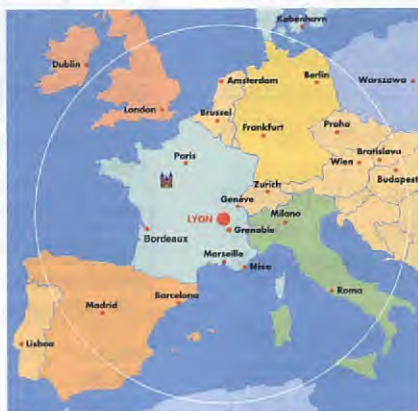 København
Dublin
Amsterdam
Berlin
Warszawa
London
Brussel
Frankfurt
Praha
Paris
Bratislava
Wien
Budapest
Zurich
Genève
LYON
Milano
Grenoble
Bordeaux
Marseille
Nisa
Roma
Barcelona
Madrid
Lisboa